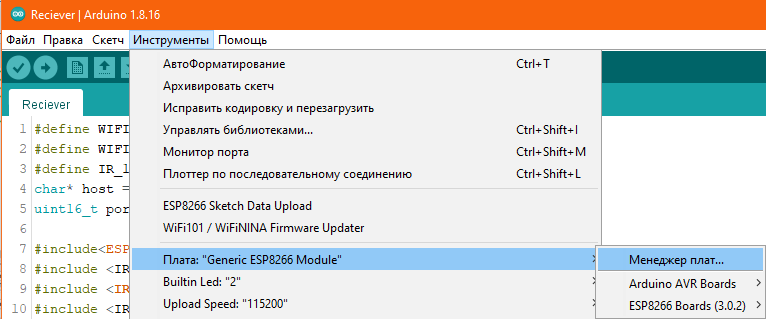 Reciever | Arduino 1.8.16
Файл Правка Скетч Инструменты Помощь
АвтоФорматирование Ctrl+T
Архивировать скетч
Исправить кодировку и перезагрузить
Управлять библиотеками... Ctrl+Shift+I
Монитор порта Ctrl+Shift+M
Плоттер по последовательному соединению Ctrl+Shift+L
ESP8266 Sketch Data Upload
WiFi101 / WiFiNINA Firmware Updater
Плата: "Generic ESP8266 Module"
Builtin Led: "2"
Upload Speed: "115200"
Менеджер плат...
Arduino AVR Boards
ESP8266 Boards (3.0.2)
Reciever
1 #define WIFI
2 #define WIFI
3 #define IR_l
4 char* host =
5 uint16_t por
6
7 #include<ESP
8 #include <IR
9 #include <IR
10 #include <IR